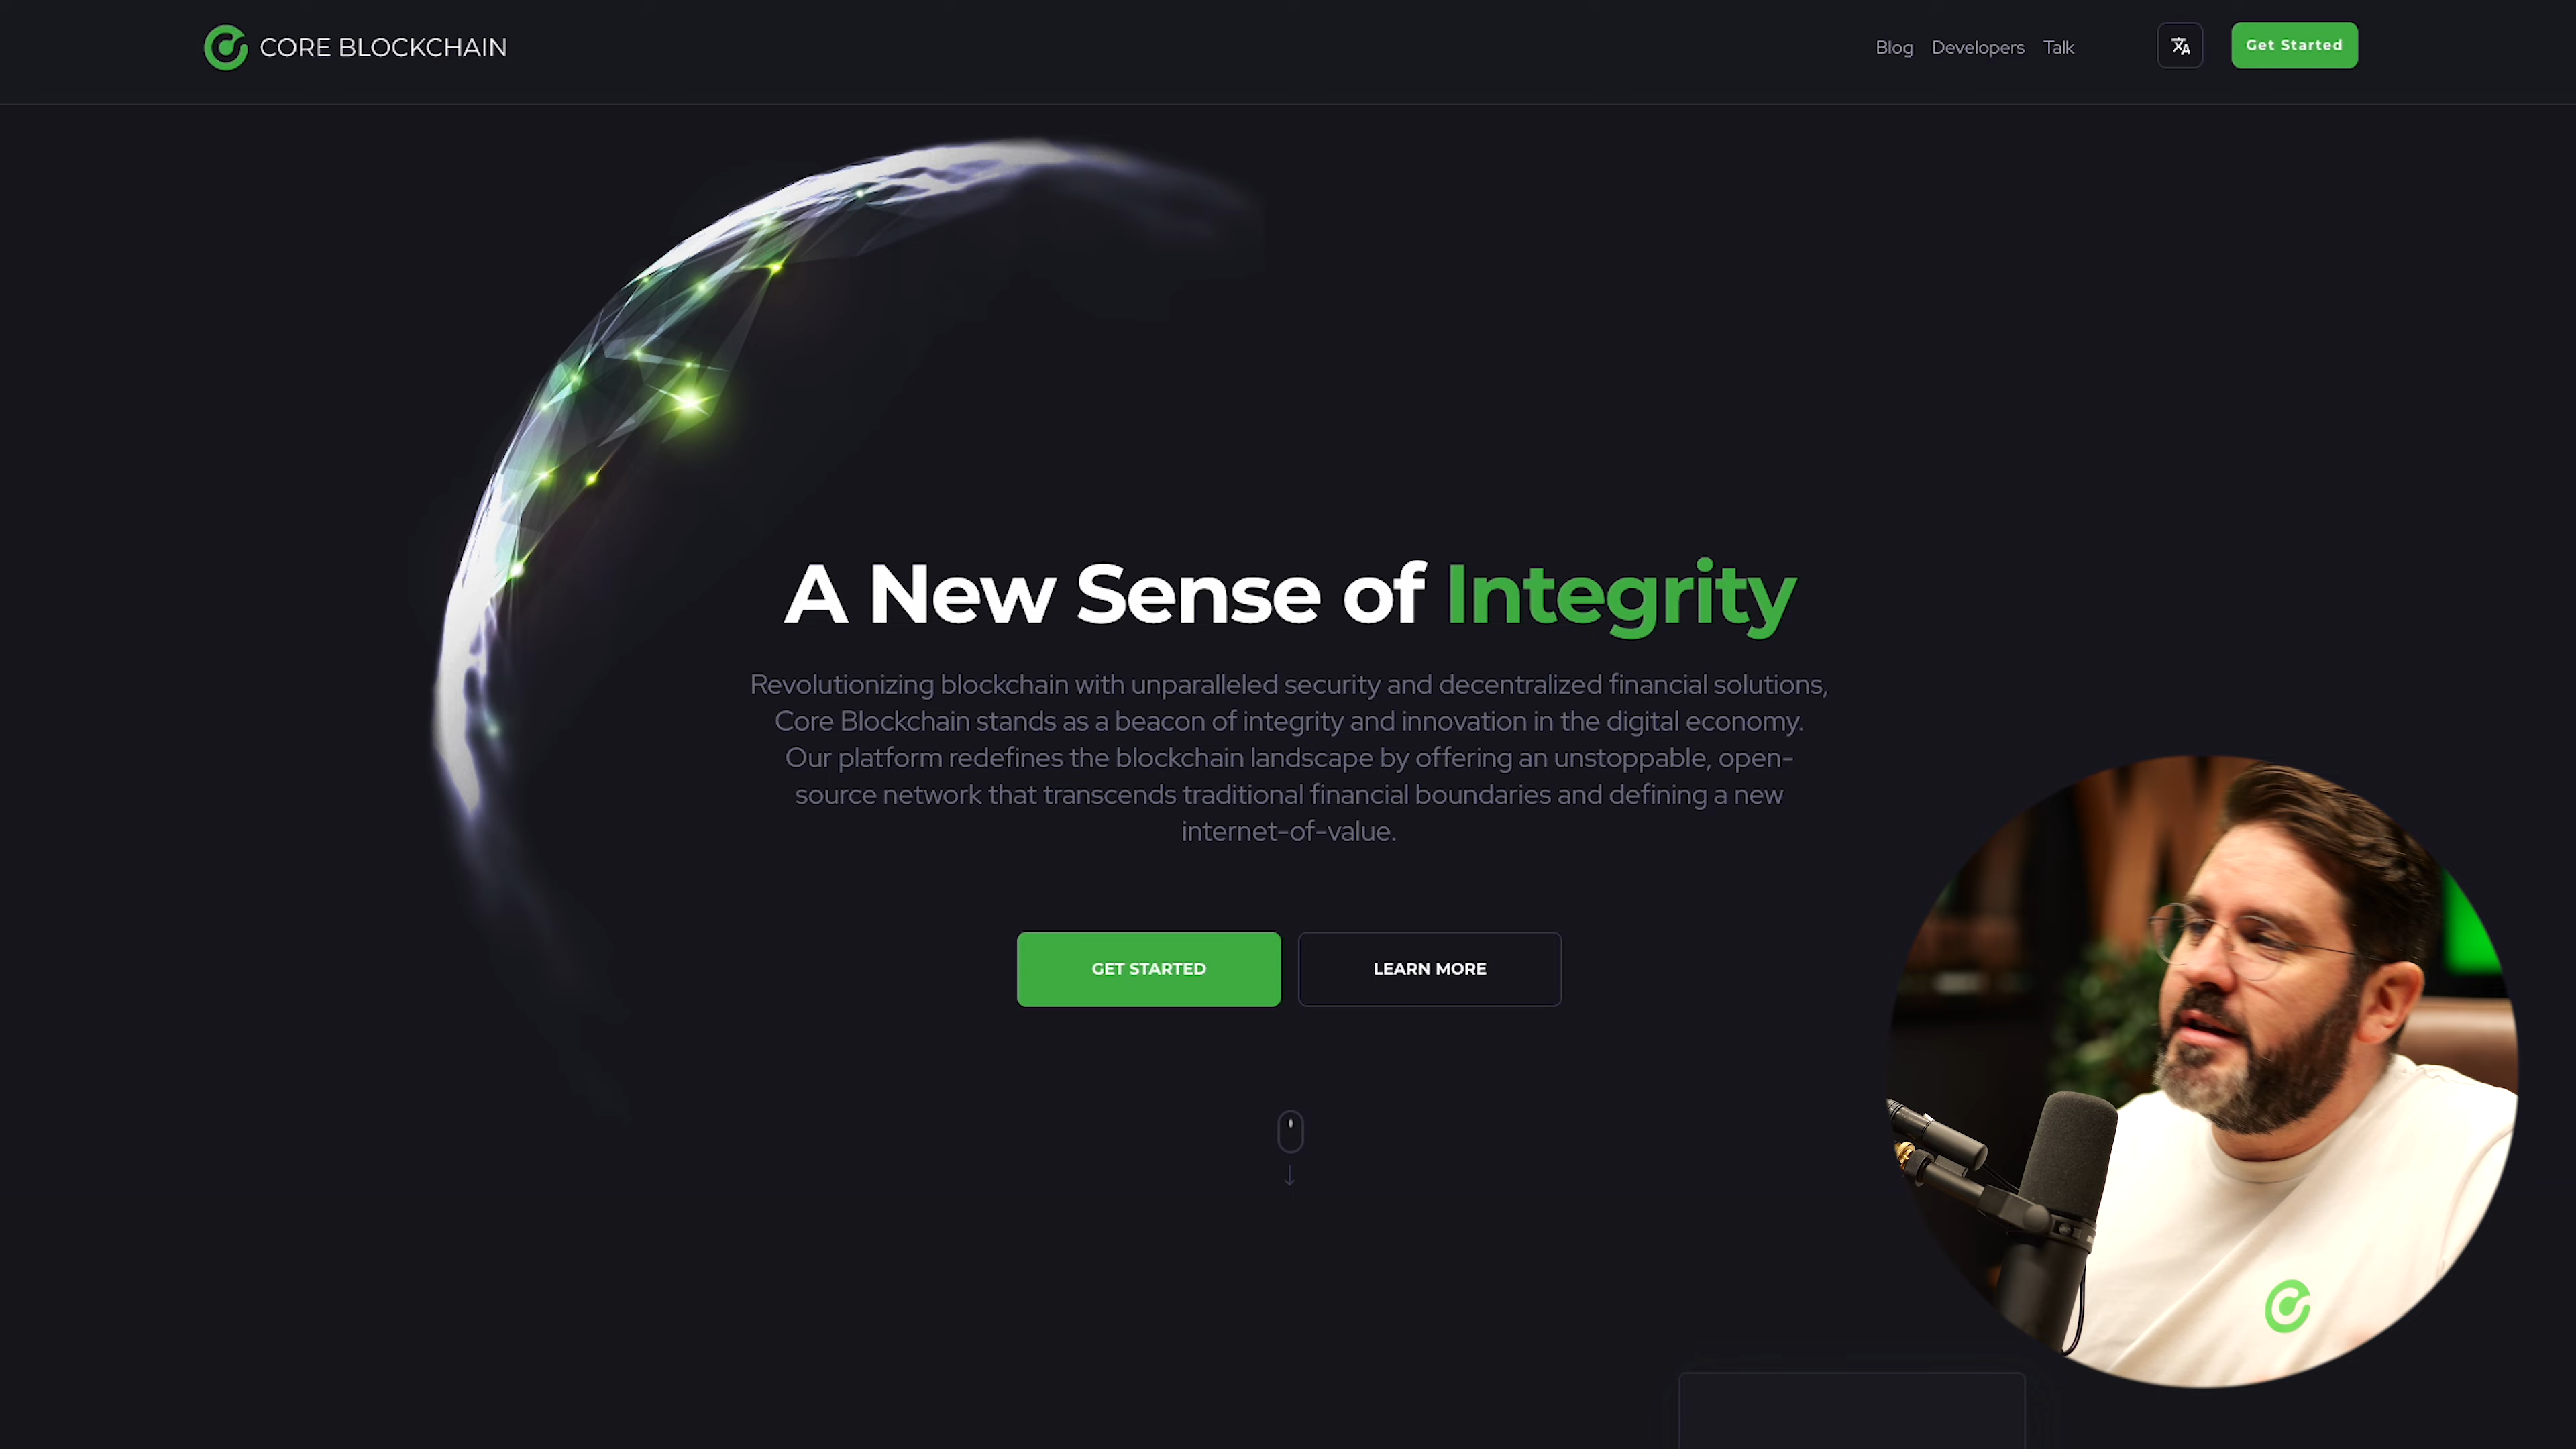 CORE BLOCKCHAIN
Blog Developers Talk
Get Started
A New Sense of Integrity
Revolutionizing blockchain with unparalleled security and decentralized financial solutions,
Core Blockchain stands as a beacon of integrity and innovation in the digital economy.
Our platform redefines the blockchain landscape by offering an unstoppable, open-
source network that transcends traditional financial boundaries and defining a new
internet-of-value.
GET STARTED
LEARN MORE